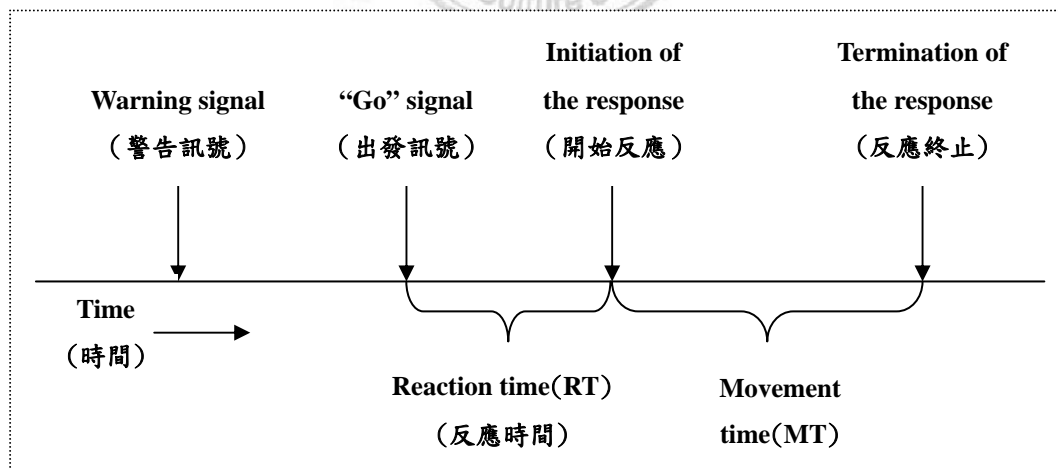 Warning signal
(警告訊號)
“Go” signal
(出發訊號)
Initiation of
the response
(開始反應)
Termination of
the response
(反應終止)
Time
(時間)
Reaction time(RT)
(反應時間)
Movement
time(MT)